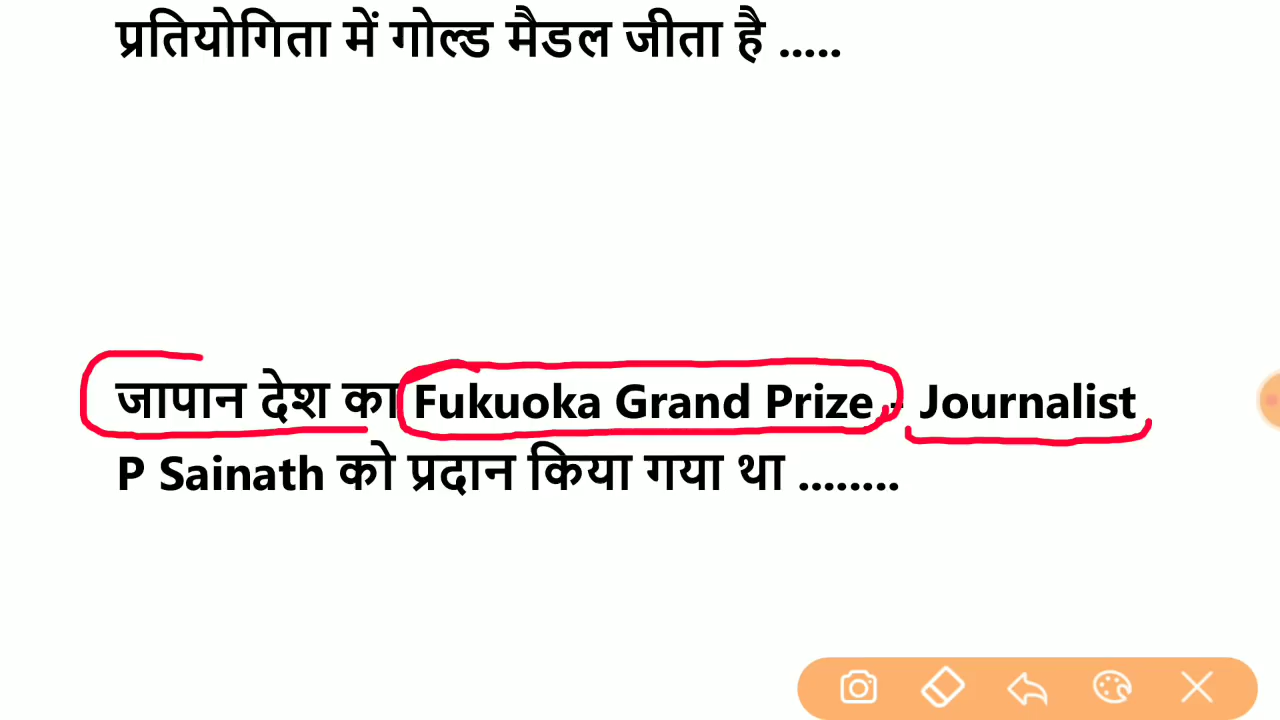 प्रतियोगिता में गोल्ड मैडल जीता है .....
जापान देश का Fukuoka Grand Prize - Journalist
P Sainath को प्रदान किया गया था ........